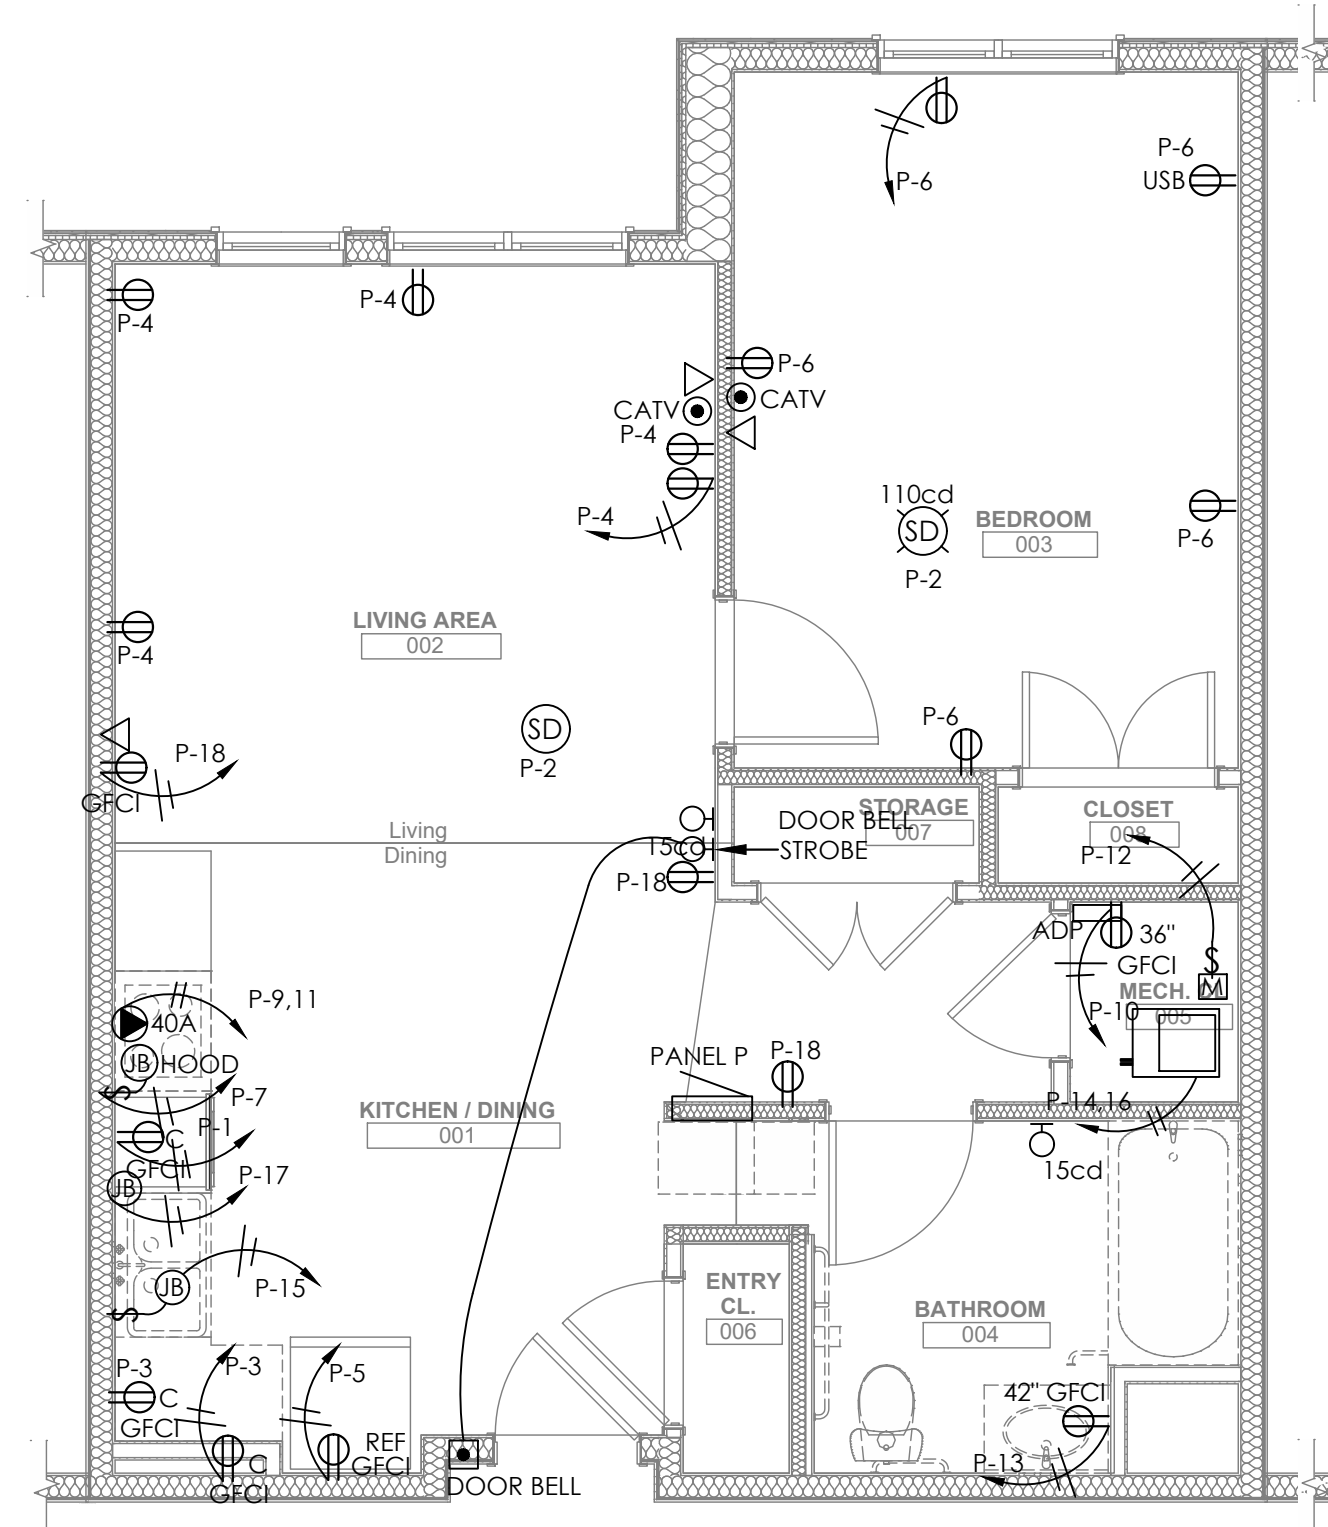 P-6
P-6
USB
P-4
P-4
P-6
CATV
CATV
P-4
110cd
SD
P-2
BEDROOM
003
P-6
P-4
LIVING AREA
002
P-4
SD
P-2
P-6
P-18
GFCI
Living
Dining
STORAGE
007
DOOR BELL
STROBE
15cd
P-18
CLOSET
008
P-12
ADP
36"
GFCI
MECH.
005
S
M
P-10
P-14,16
P-9,11
40A
JB HOOD
S
P-7
P-1
C
GFCI
JB
P-17
PANEL P
P-18
KITCHEN / DINING
001
15cd
JB
P-15
S
ENTRY
CL.
006
BATHROOM
004
P-3
C
GFCI
P-3
P-5
C
GFCI
REF
GFCI
DOOR BELL
42" GFCI
P-13